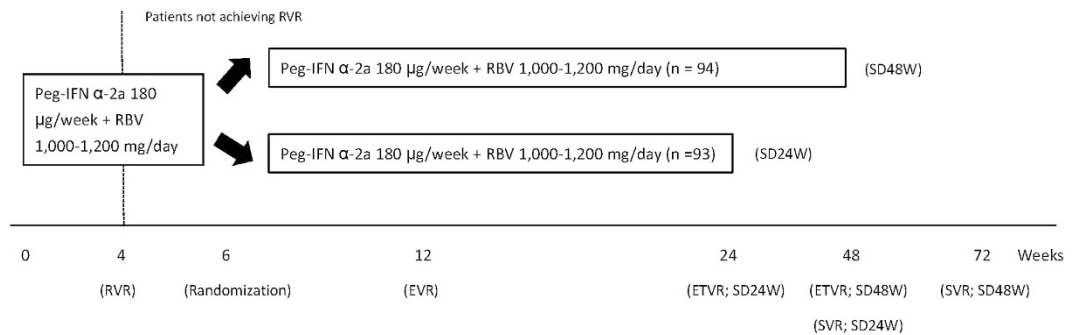 Patients not achieving RVR
Peg-IFN α-2a 180 µg/week + RBV 1,000-1,200 mg/day (n = 94)
(SD48W)
Peg-IFN α-2a 180
µg/week + RBV
1,000-1,200 mg/day
Peg-IFN α-2a 180 µg/week + RBV 1,000-1,200 mg/day (n =93)
(SD24W)
0 4 6 12 24 48 72 Weeks
(RVR) (Randomization) (EVR) (ETVR; SD24W) (ETVR; SD48W) (SVR; SD48W)
(SVR; SD24W)